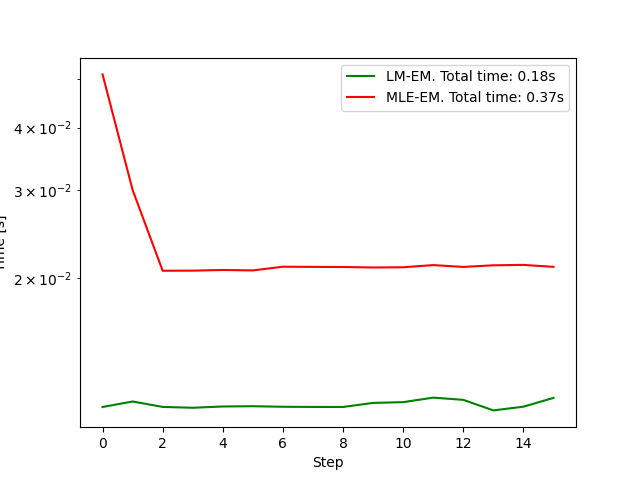 LM-EM. Total time: 0.18s
MLE-EM. Total time: 0.37s
4 × 10⁻²
3 × 10⁻²
2 × 10⁻²
Time [s]
0 2 4 6 8 10 12 14
Step